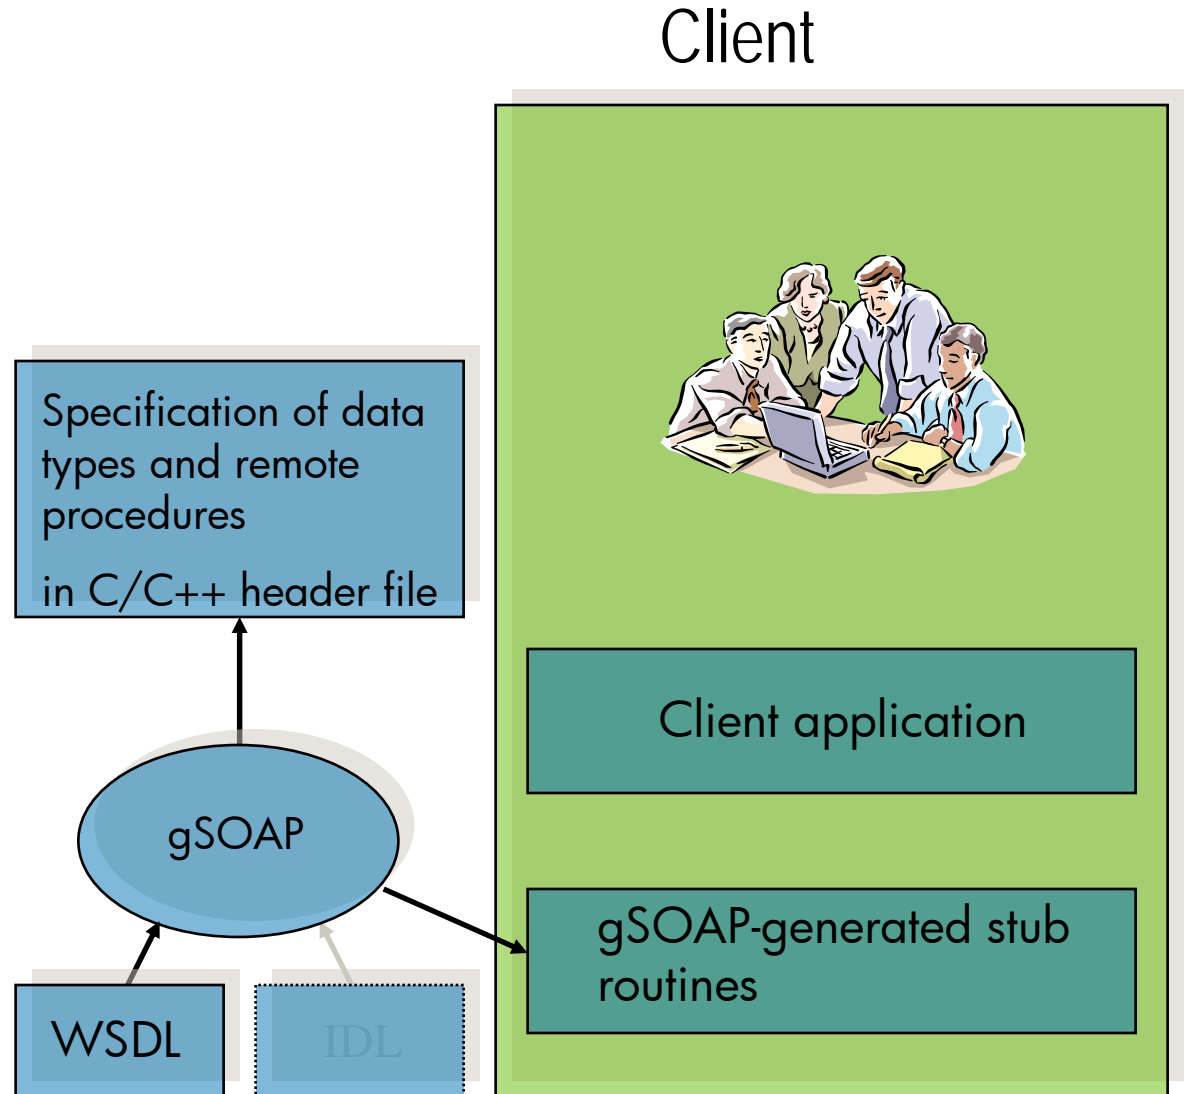 Client
Specification of data
types and remote
procedures
in C/C++ header file
Client application
gSOAP
gSOAP-generated stub
routines
WSDL
IDL